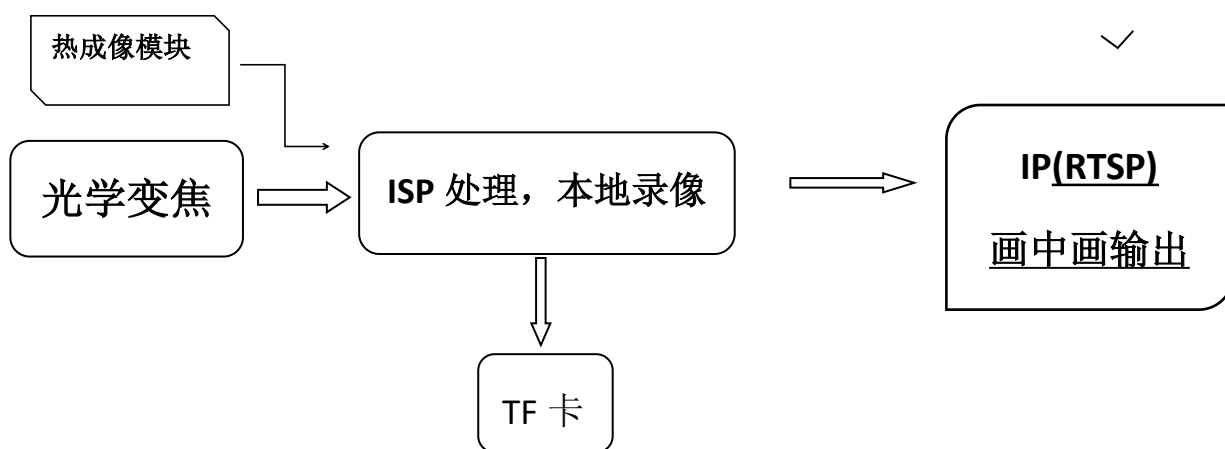 热成像模块
光学变焦
ISP 处理，本地录像
IP(RTSP)
画中画输出
TF 卡